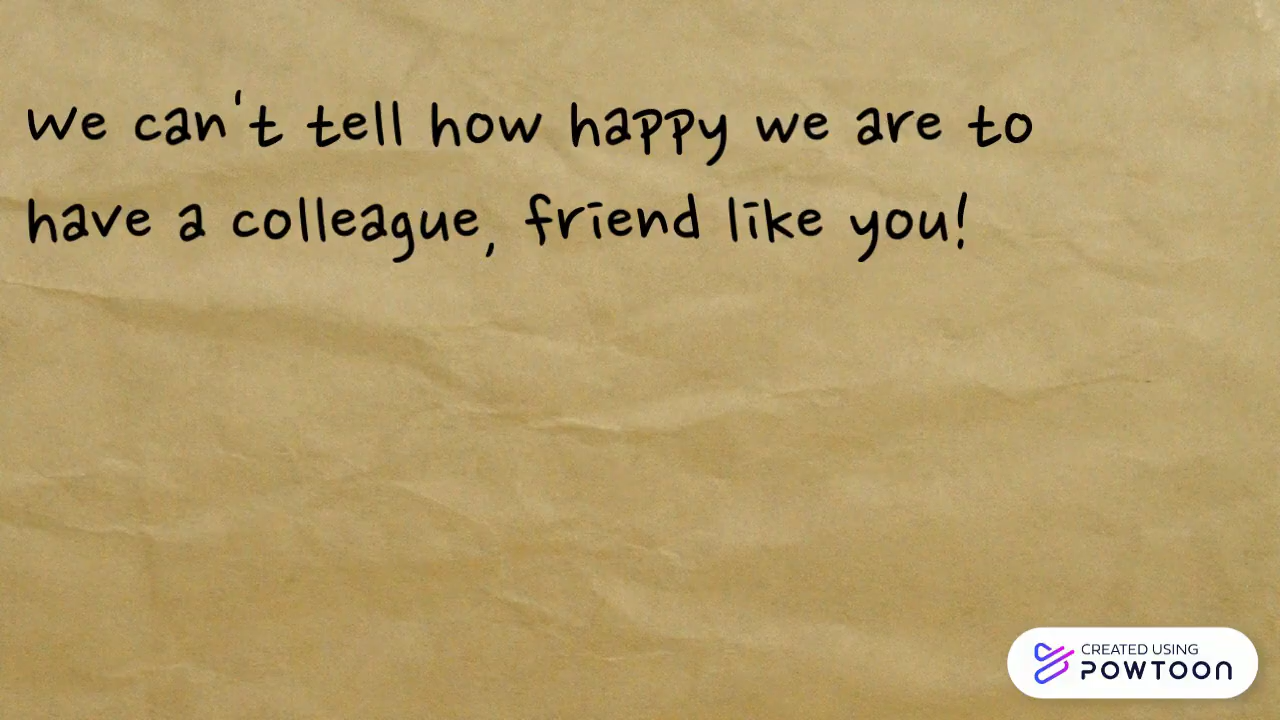 we can't tell how happy we are to
have a colleague, friend like you!
CREATED USING
POWTOON